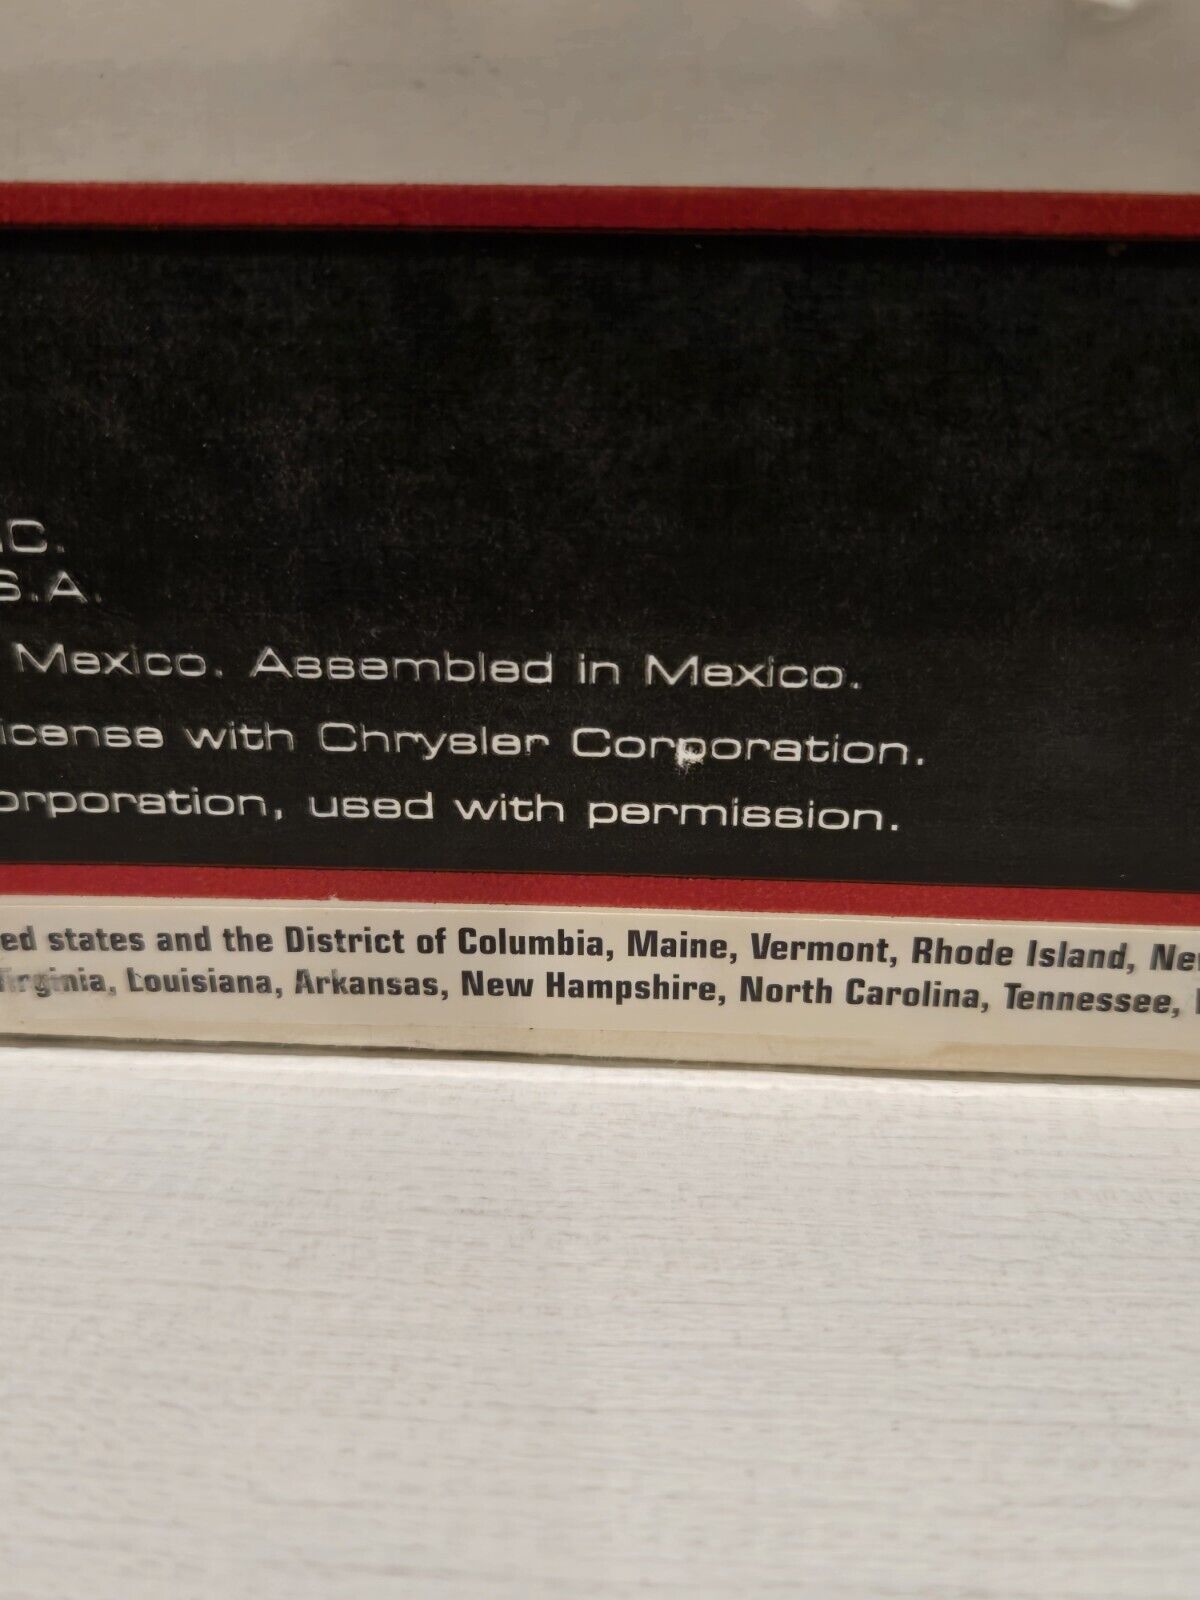 C.
S.A.
Mexico. Assembled in Mexico.
icense with Chrysler Corporation.
orporation, used with permission.
ed states and the District of Columbia, Maine, Vermont, Rhode Island, Ne
irginia, Louisiana, Arkansas, New Hampshire, North Carolina, Tennessee,